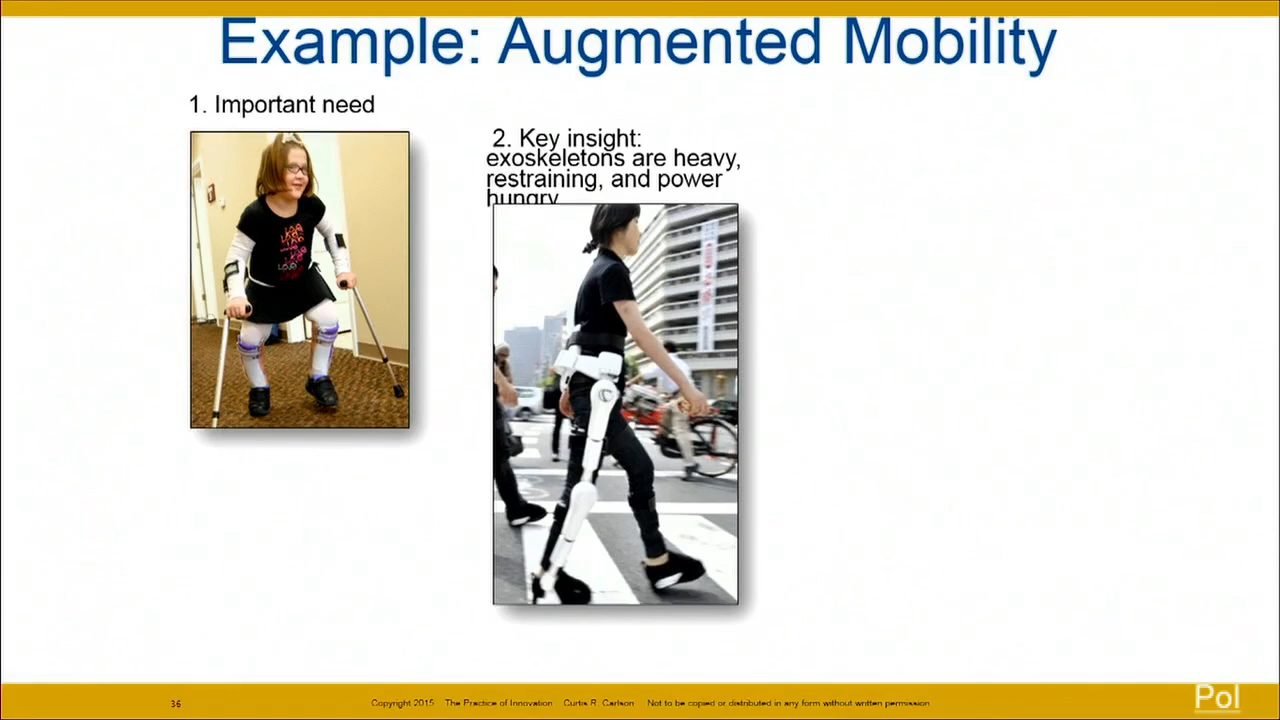 Example: Augmented Mobility
1. Important need
2. Key insight:
exoskeletons are heavy,
restraining, and power
hungry
36
Copyright 2015 The Practice of Innovation Curtis R. Carlson Not to be copied or distributed in any form without written permission
Pol